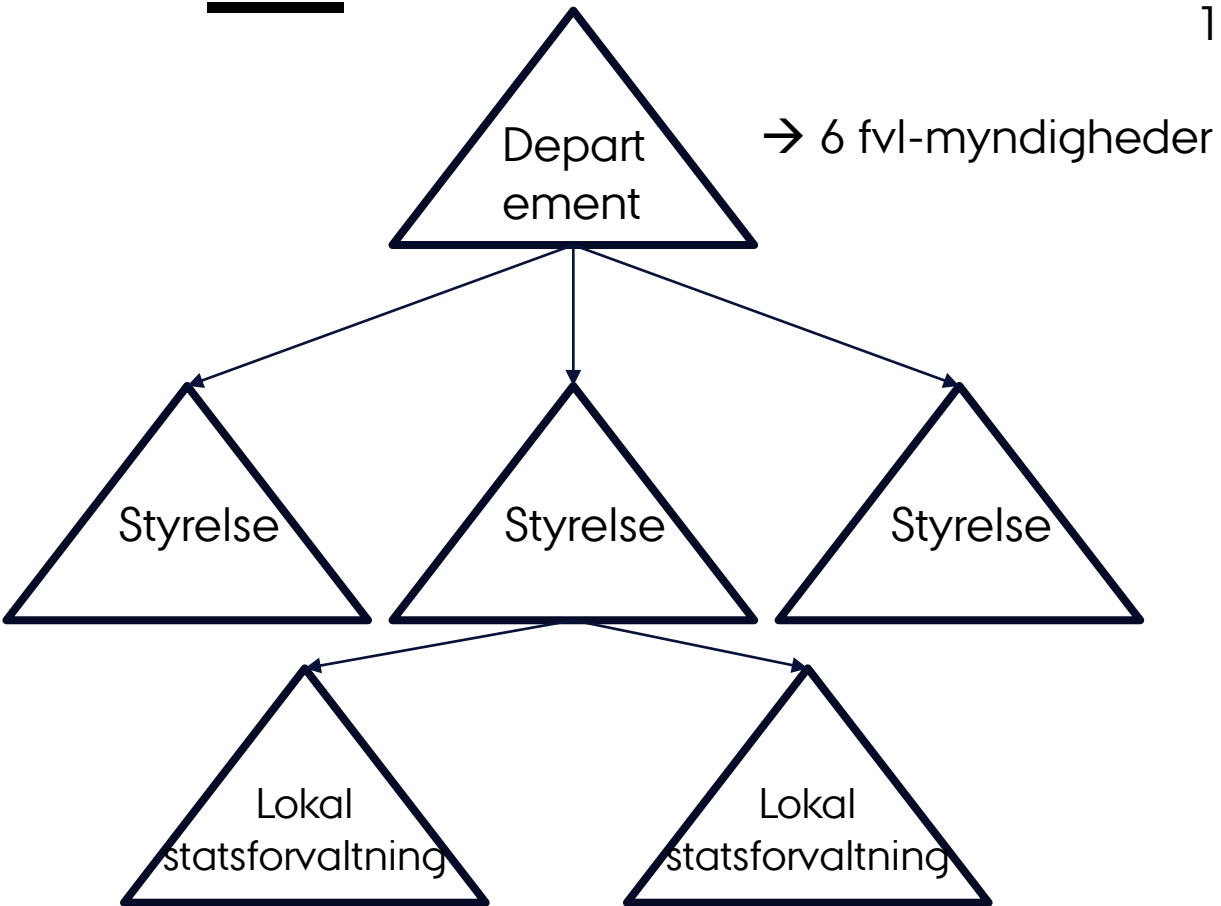 1
Depart
ement
→ 6 fvl-myndigheder
Styrelse
Styrelse
Styrelse
Lokal
statsforvaltning
Lokal
statsforvaltning